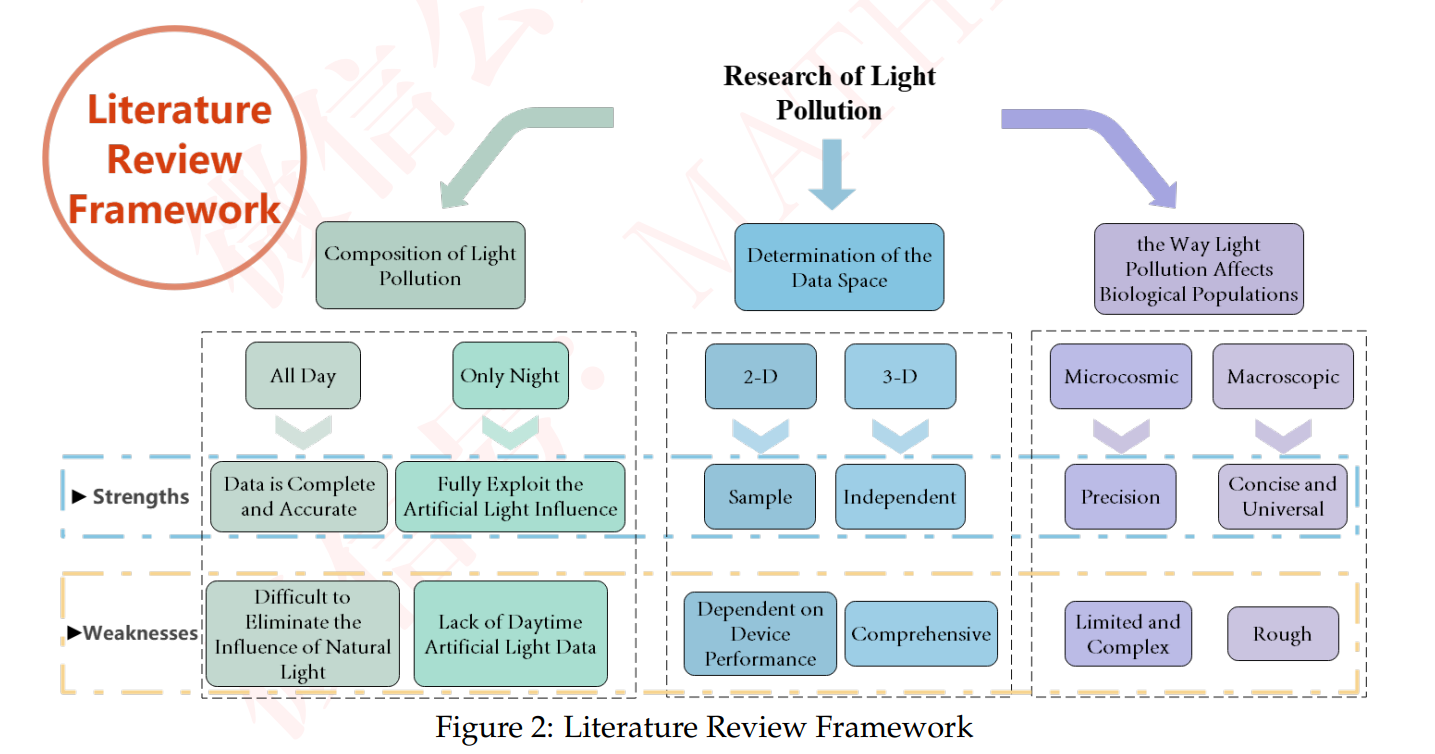 Literature
Review
Framework
Research of Light
Pollution
Composition of Light
Pollution
Determination of the
Data Space
the Way Light
Pollution Affects
Biological Populations
All Day
Only Night
2-D
3-D
Microcosmic
Macroscopic
▶ Strengths
Data is Complete
and Accurate
Fully Exploit the
Artificial Light Influence
Sample
Independent
Precision
Concise and
Universal
▶Weaknesses
Difficult to
Eliminate the
Influence of Natural
Light
Lack of Daytime
Artificial Light Data
Dependent on
Device
Performance
Comprehensive
Limited and
Complex
Rough
Figure 2: Literature Review Framework
微信公
MATH